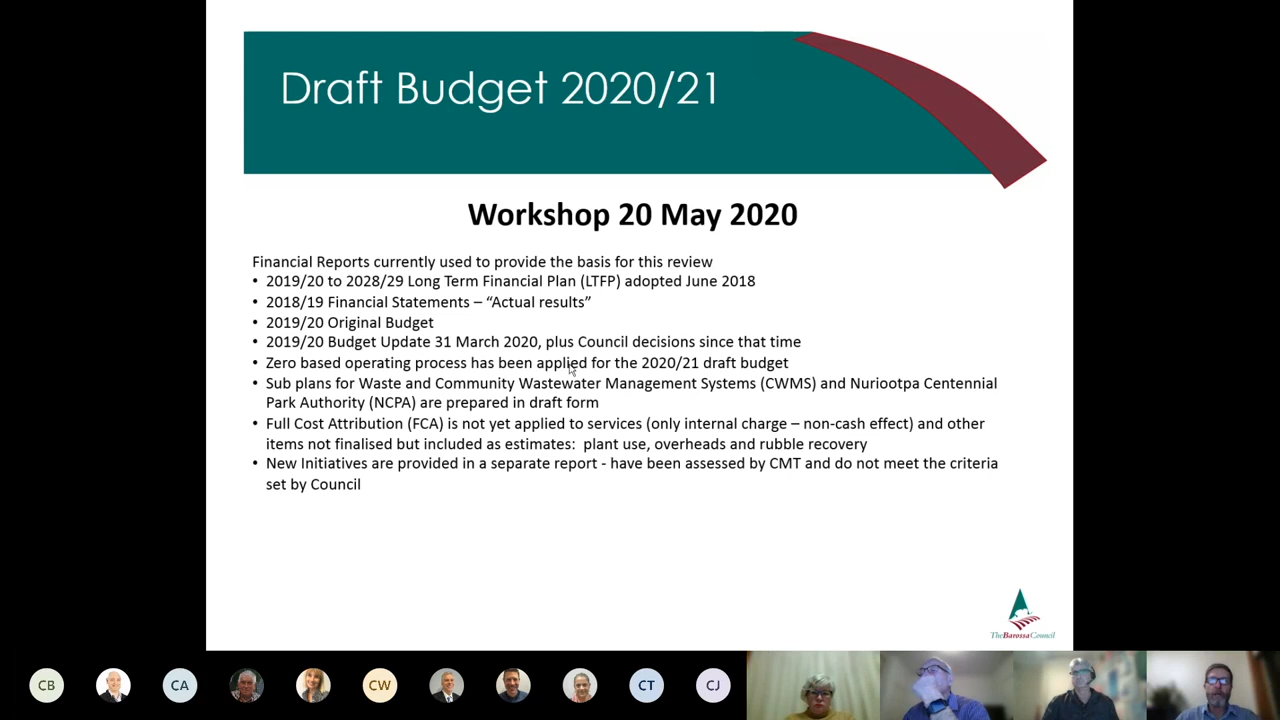 Draft Budget 2020/21
Workshop 20 May 2020
Financial Reports currently used to provide the basis for this review
• 2019/20 to 2028/29 Long Term Financial Plan (LTFP) adopted June 2018
• 2018/19 Financial Statements – “Actual results”
• 2019/20 Original Budget
• 2019/20 Budget Update 31 March 2020, plus Council decisions since that time
• Zero based operating process has been applied for the 2020/21 draft budget
• Sub plans for Waste and Community Wastewater Management Systems (CWMS) and Nuriootpa Centennial
Park Authority (NCPA) are prepared in draft form
• Full Cost Attribution (FCA) is not yet applied to services (only internal charge – non-cash effect) and other
items not finalised but included as estimates:  plant use, overheads and rubble recovery
• New Initiatives are provided in a separate report - have been assessed by CMT and do not meet the criteria
set by Council
TheBarossaCouncil
CB CA CW CT CJ